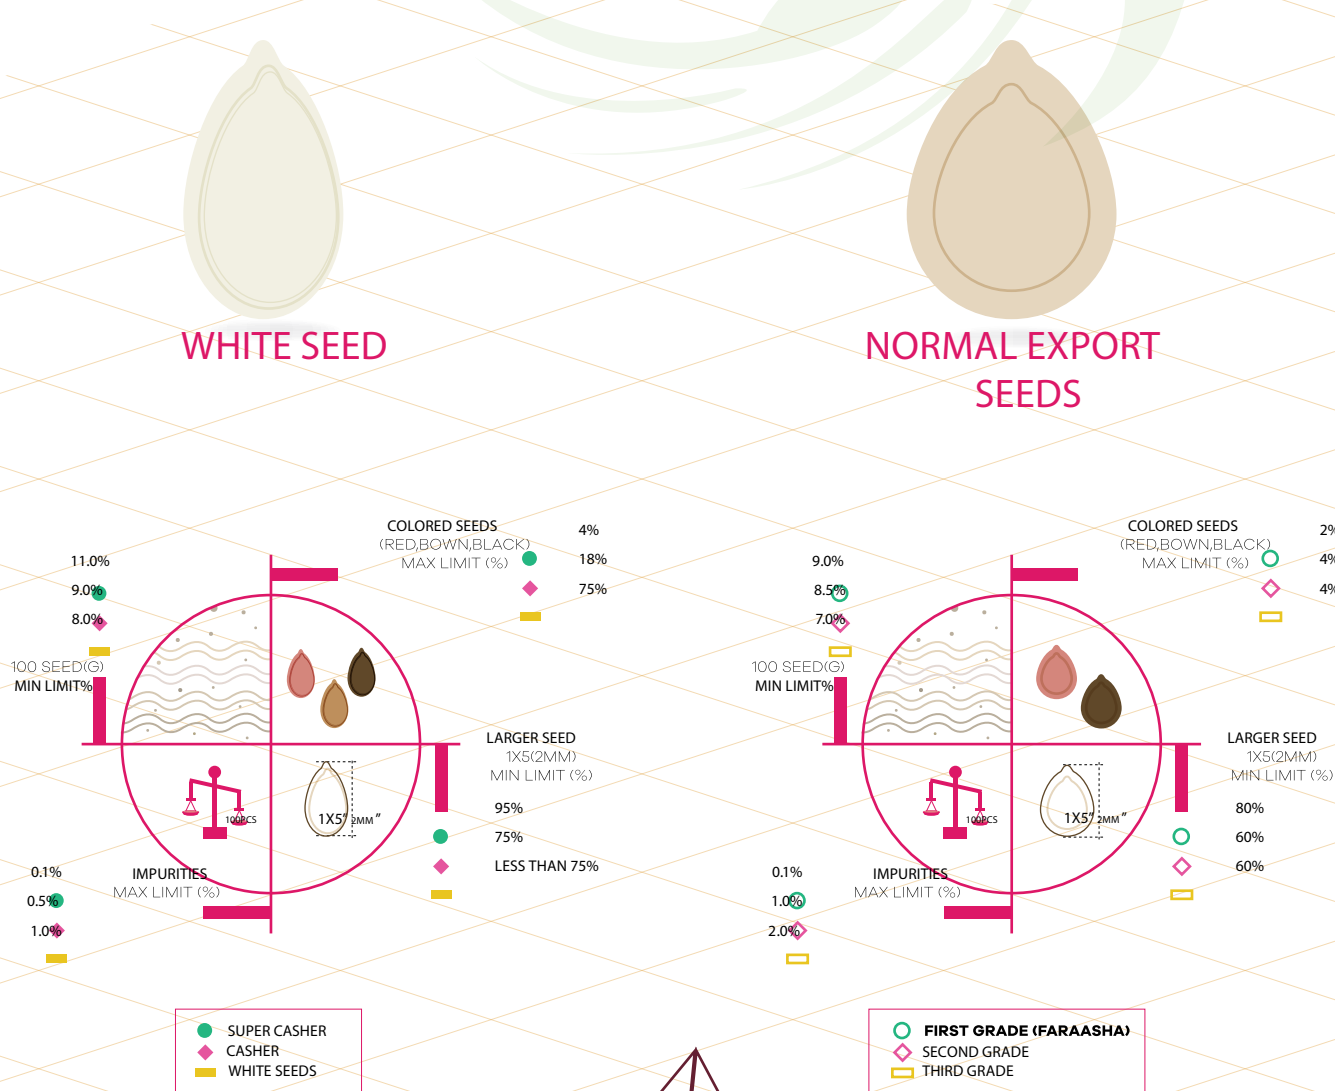 WHITE SEED
NORMAL EXPORT
SEEDS
COLORED SEEDS
(RED,BOWN,BLACK)
MAX LIMIT (%)
4%
18%
75%
11.0%
9.0%
8.0%
100 SEED(G)
MIN LIMIT%
LARGER SEED
1X5(2MM)
MIN LIMIT (%)
95%
75%
LESS THAN 75%
100PCS
1X5" 2MM "
IMPURITIES
MAX LIMIT (%)
0.1%
0.5%
1.0%
SUPER CASHER
CASHER
WHITE SEEDS
COLORED SEEDS
(RED,BOWN,BLACK)
MAX LIMIT (%)
2%
4%
4%
9.0%
8.5%
7.0%
100 SEED(G)
MIN LIMIT%
LARGER SEED
1X5(2MM)
MIN LIMIT (%)
80%
60%
60%
100PCS
1X5" 2MM "
IMPURITIES
MAX LIMIT (%)
0.1%
1.0%
2.0%
FIRST GRADE (FARAASHA)
SECOND GRADE
THIRD GRADE